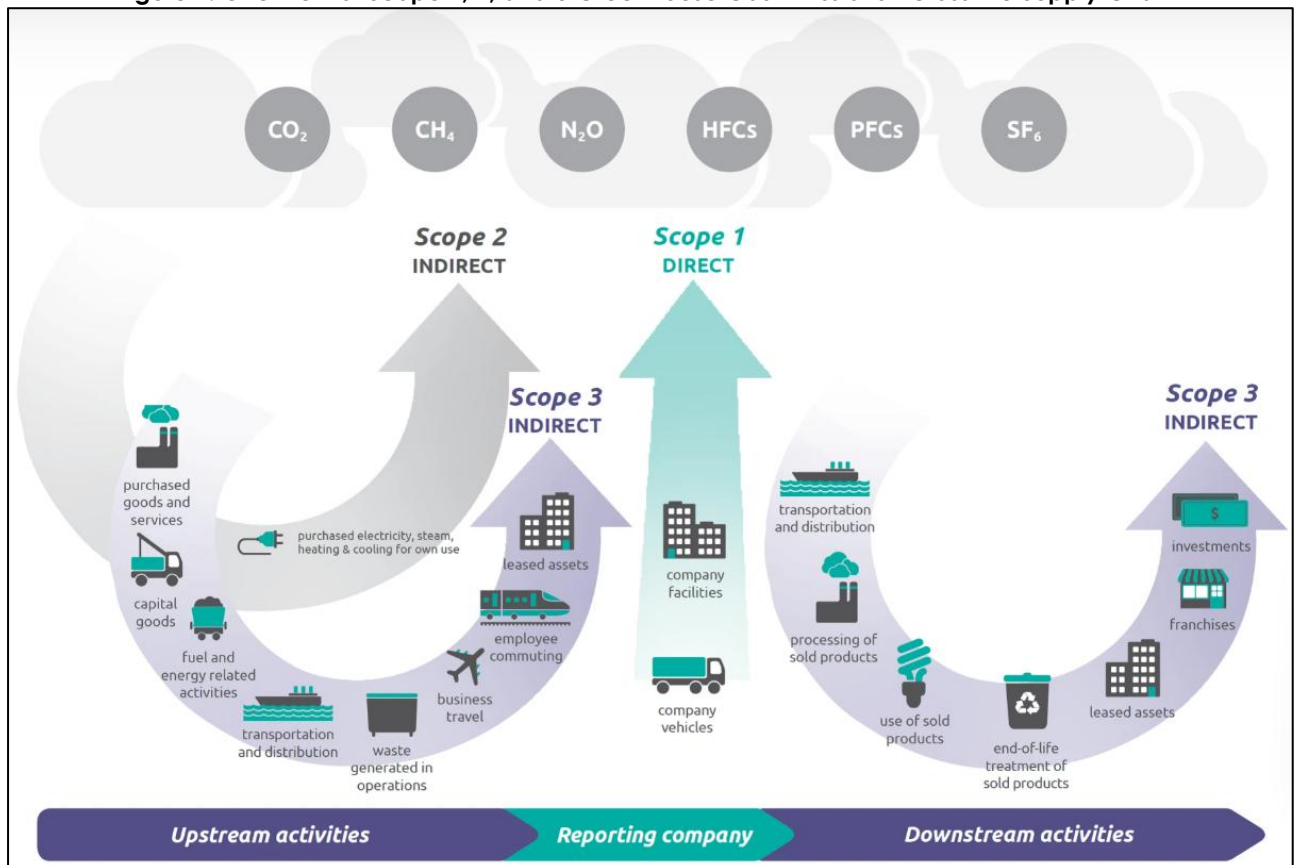 CO₂
CH₄
N₂O
HFCs
PFCs
SF₆
Scope 2
INDIRECT
Scope 1
DIRECT
Scope 3
INDIRECT
Scope 3
INDIRECT
purchased
goods and
services
capital
goods
fuel and
energy related
activities
transportation
and distribution
waste
generated in
operations
business
travel
employee
commuting
leased assets
purchased electricity, steam,
heating & cooling for own use
company
facilities
company
vehicles
transportation
and distribution
processing of
sold products
use of sold
products
end-of-life
treatment of
sold products
leased assets
franchises
investments
$
Upstream activities
Reporting company
Downstream activities